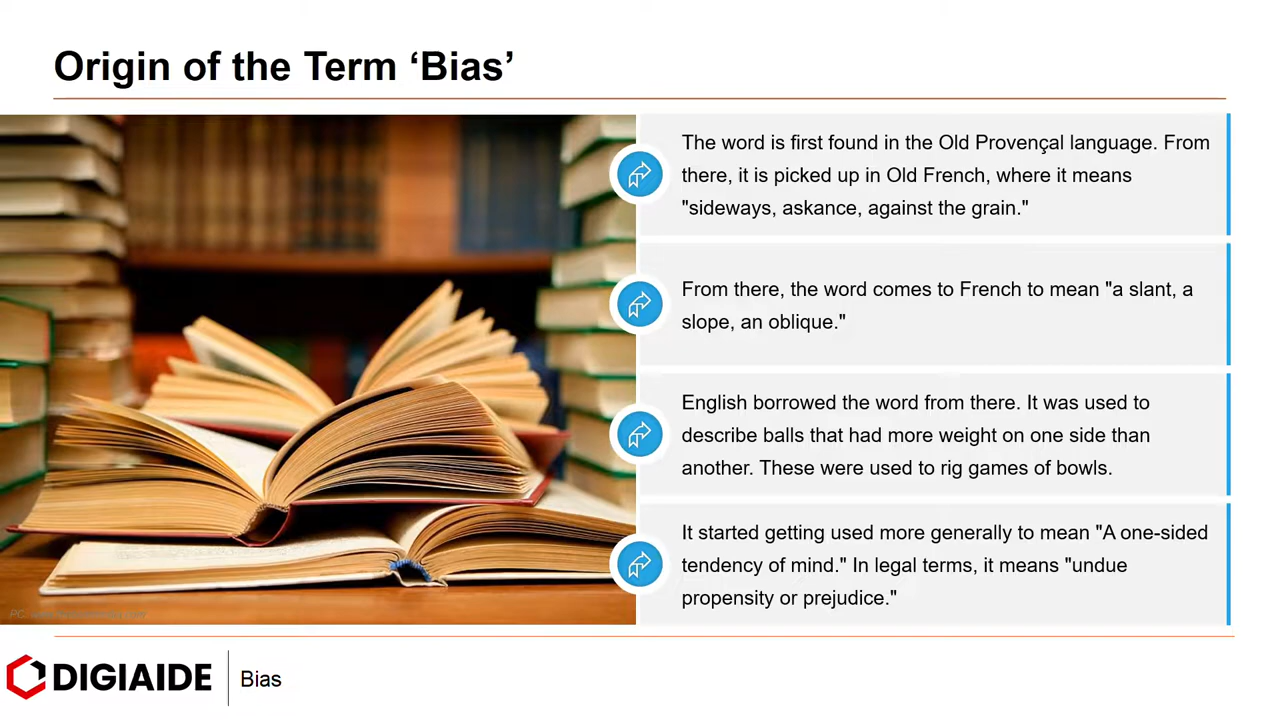 Origin of the Term ‘Bias’
The word is first found in the Old Provençal language. From
there, it is picked up in Old French, where it means
"sideways, askance, against the grain."
From there, the word comes to French to mean "a slant, a
slope, an oblique."
English borrowed the word from there. It was used to
describe balls that had more weight on one side than
another. These were used to rig games of bowls.
It started getting used more generally to mean "A one-sided
tendency of mind." In legal terms, it means "undue
propensity or prejudice."
PC:
DIGIAIDE
Bias